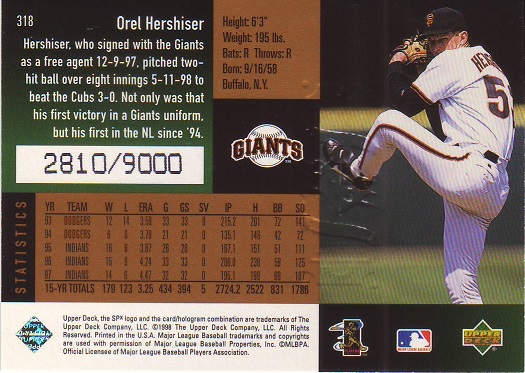 318
Orel Hershiser
Hershiser, who signed with the Giants
as a free agent 12-9-97, pitched two-
hit ball over eight innings 5-11-98 to
beat the Cubs 3-0. Not only was that
his first victory in a Giants uniform,
but his first in the NL since '94.
2810/9000
Height: 6'3"
Weight: 195 lbs.
Bats: R Throws: R
Born: 9/16/58
Buffalo, N.Y.
GIANTS
HERS
5
STATISTICS
YR TEAM W L ERA G GS SV IP H BB SO
93 DODGERS 12 14 3.59 33 33 0 215.2 201 72 141
94 DODGERS 6 6 3.79 21 21 0 135.1 146 42 72
95 INDIANS 16 6 3.87 26 26 0 167.1 151 51 111
96 INDIANS 15 9 4.24 33 33 0 206.0 238 58 125
97 INDIANS 14 6 4.47 32 32 0 195.1 199 69 107
15-YR TOTALS 179 123 3.25 434 394 5 2724.2 2522 831 1786
UPPER
DECK
Upper Deck, the SPx logo and the card/hologram combination are trademarks of The
Upper Deck Company, LLC. ©1998 The Upper Deck Company, LLC. All Rights Reserved.
Printed in the U.S.A. Major League Baseball trademarks and copyrights
are used with permission of Major League Baseball Properties, Inc. ©MLBPA.
Official Licensee of Major League Baseball Players Association.
UPPER
DECK